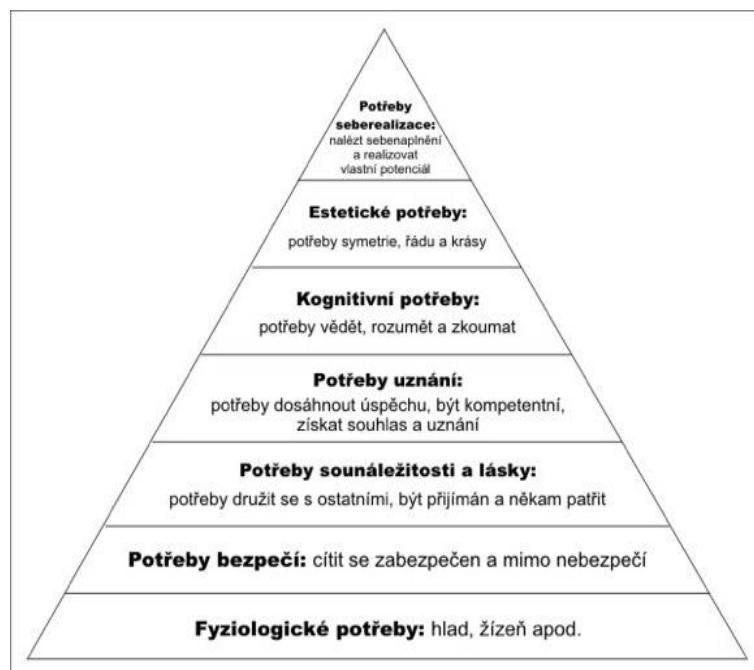 Potřeby
seberealizace:
nalézt sebenaplnění
a realizovat
vlastní potenciál
Estetické potřeby:
potřeby symetrie, řádu a krásy
Kognitivní potřeby:
potřeby vědět, rozumět a zkoumat
Potřeby uznání:
potřeby dosáhnout úspěchu, být kompetentní,
získat souhlas a uznání
Potřeby sounáležitosti a lásky:
potřeby družit se s ostatními, být přijímán a někam patřit
Potřeby bezpečí: cítit se zabezpečen a mimo nebezpečí
Fyziologické potřeby: hlad, žízeň apod.